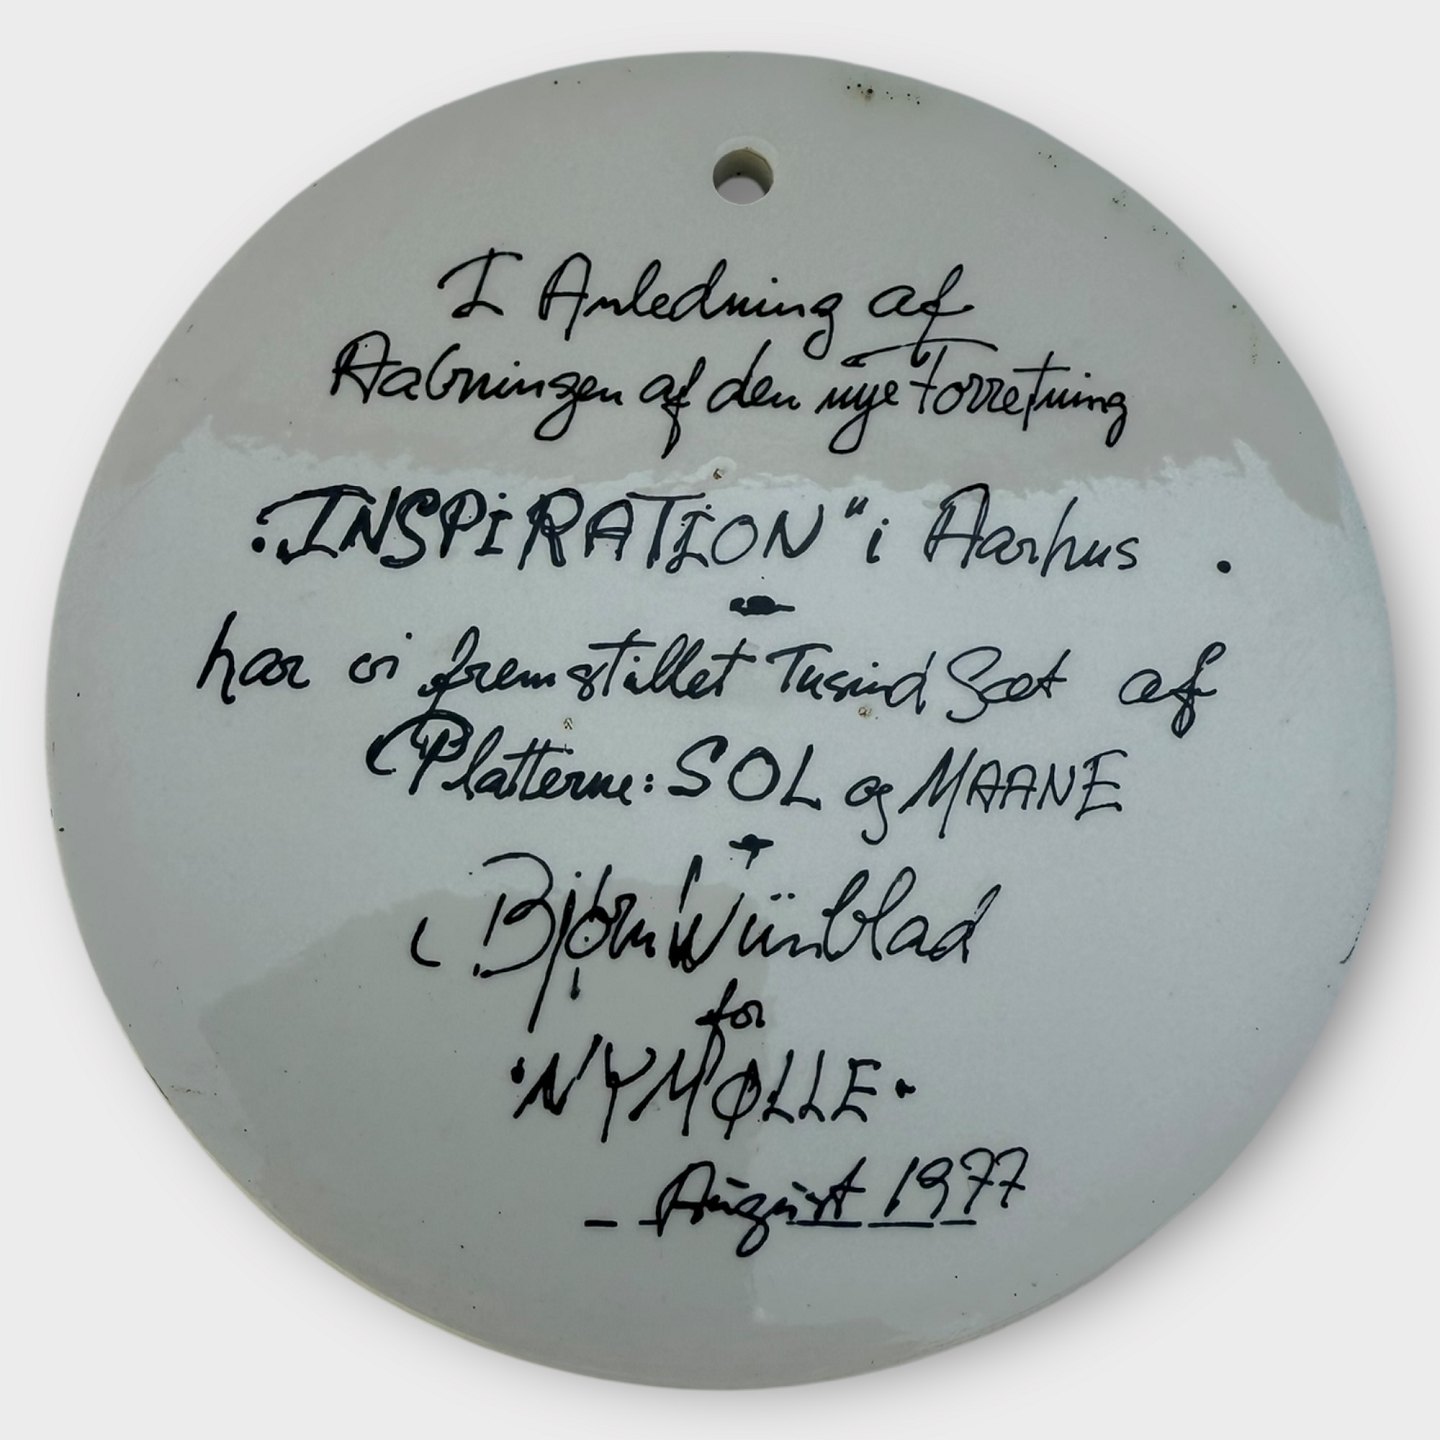 I Anledning af
Aabningen af den nye Forretning
"INSPIRATION" i Aarhus .
har vi fremstillet Tusind Sæt af
Platterne: SOL og MAANE
Bjørn Wiinblad
for
·NYMØLLE·
_ August 1977